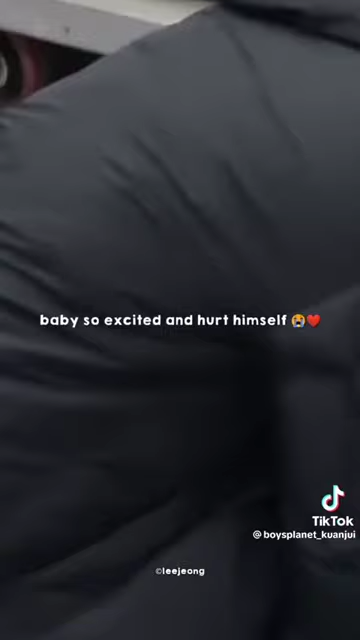 baby so excited and hurt himself 😭❤️
TikTok
@boysplanet_kuanjui
©leejeong